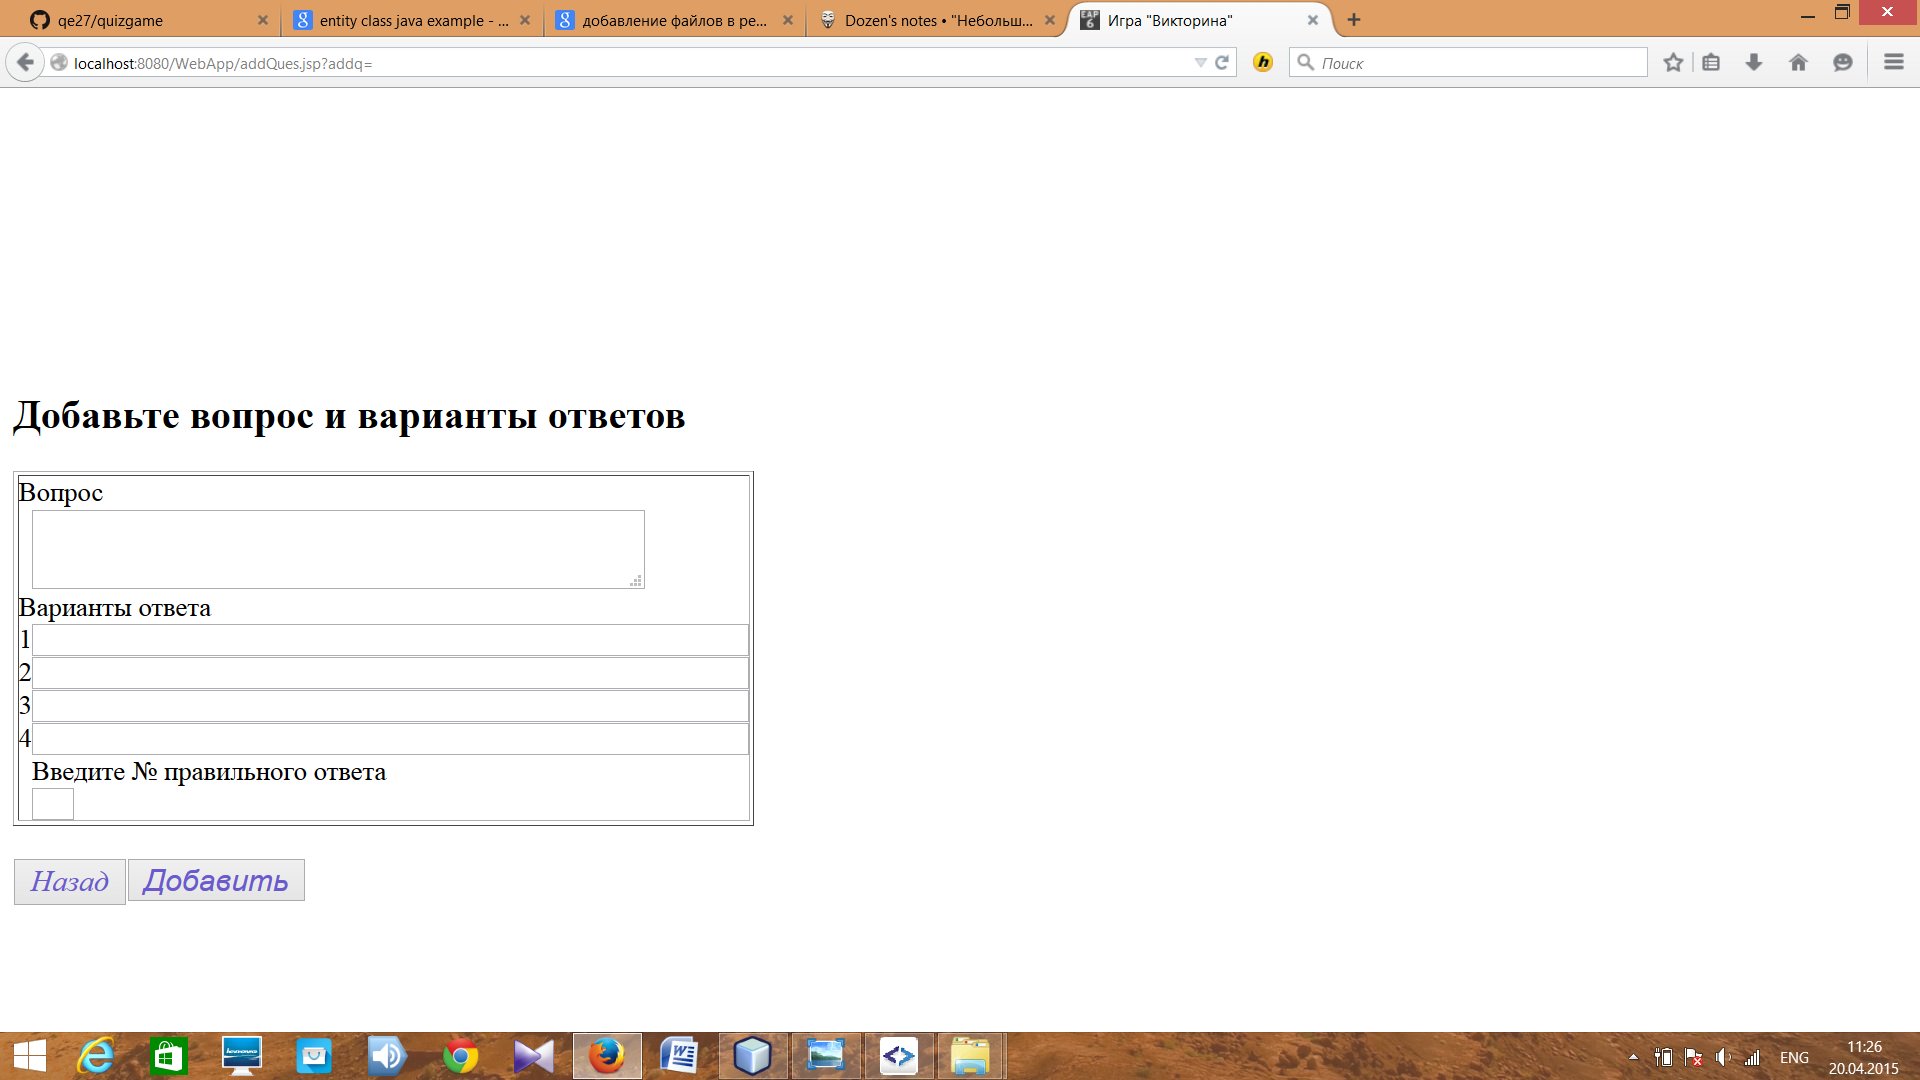 qe27/quizgame
entity class java example - ...
добавление файлов в ре...
Dozen's notes • "Небольш...
EAP 6
Игра "Викторина"
localhost:8080/WebApp/addQues.jsp?addq=
h
Поиск
Добавьте вопрос и варианты ответов
Вопрос
Варианты ответа
1
2
3
4
Введите № правильного ответа
Назад
Добавить
ENG
11:26
20.04.2015